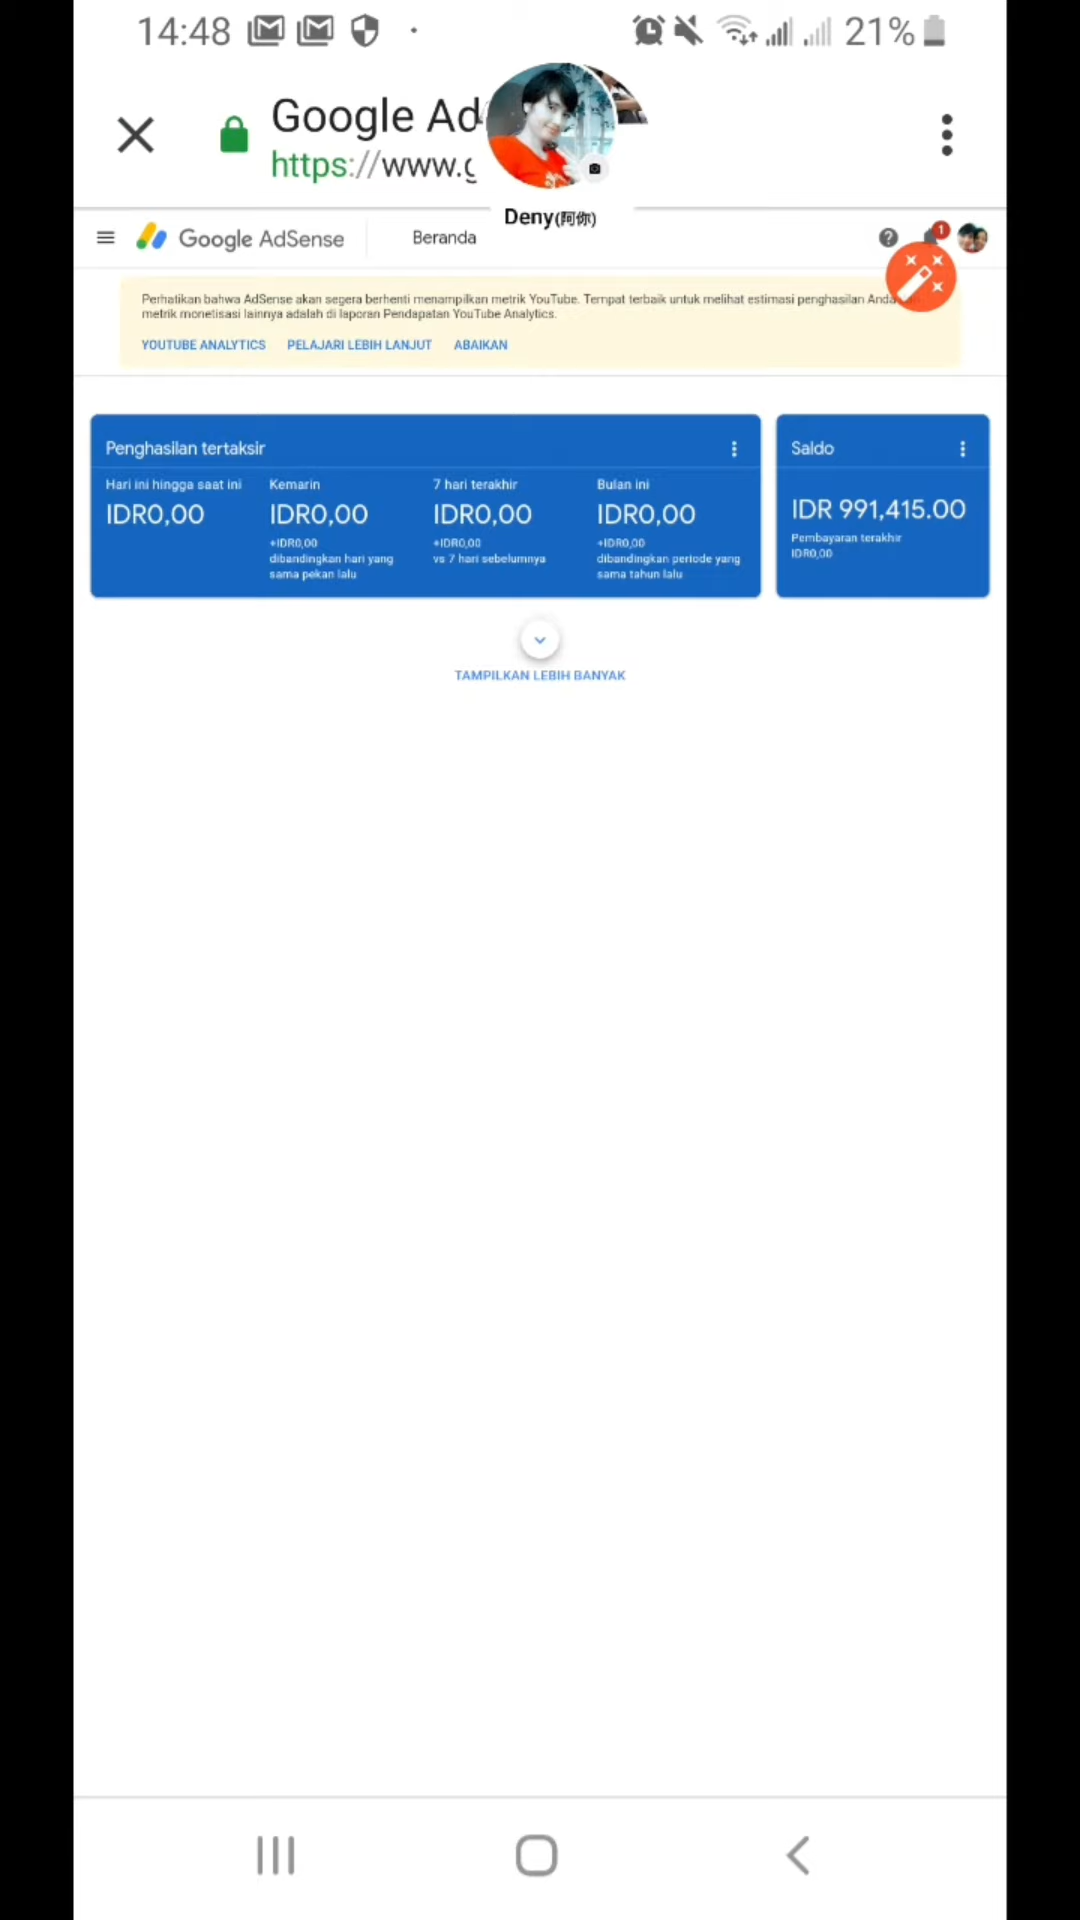 14:48
21%
Google Ad
https://www.g
Deny(阿你)
Google AdSense
Beranda
1
Perhatikan bahwa AdSense akan segera berhenti menampilkan metrik YouTube. Tempat terbaik untuk melihat estimasi penghasilan Anda
metrik monetisasi lainnya adalah di laporan Pendapatan YouTube Analytics.
YOUTUBE ANALYTICS PELAJARI LEBIH LANJUT ABAIKAN
Penghasilan tertaksir
Hari ini hingga saat ini
IDR0,00
Kemarin
IDR0,00
+IDR0,00
dibandingkan hari yang
sama pekan lalu
7 hari terakhir
IDR0,00
+IDR0,00
vs 7 hari sebelumnya
Bulan ini
IDR0,00
+IDR0,00
dibandingkan periode yang
sama tahun lalu
Saldo
IDR 991,415.00
Pembayaran terakhir
IDR0,00
TAMPILKAN LEBIH BANYAK